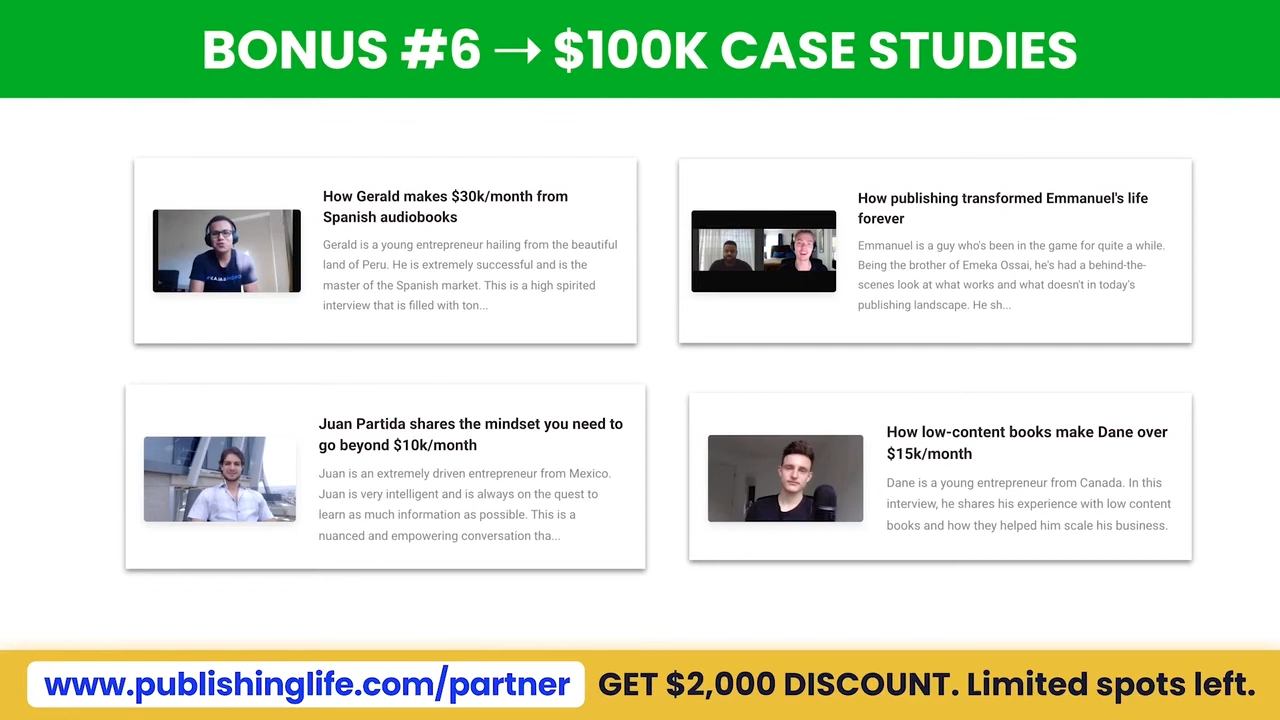 BONUS #6 → $100K CASE STUDIES
How Gerald makes $30k/month from
Spanish audiobooks
Gerald is a young entrepreneur hailing from the beautiful
land of Peru. He is extremely successful and is the
master of the Spanish market. This is a high spirited
interview that is filled with ton...
How publishing transformed Emmanuel's life
forever
Emmanuel is a guy who's been in the game for quite a while.
Being the brother of Emeka Ossai, he's had a behind-the-
scenes look at what works and what doesn't in today's
publishing landscape. He sh...
Juan Partida shares the mindset you need to
go beyond $10k/month
Juan is an extremely driven entrepreneur from Mexico.
Juan is very intelligent and is always on the quest to
learn as much information as possible. This is a
nuanced and empowering conversation tha...
How low-content books make Dane over
$15k/month
Dane is a young entrepreneur from Canada. In this
interview, he shares his experience with low content
books and how they helped him scale his business.
www.publishinglife.com/partner GET $2,000 DISCOUNT. Limited spots left.